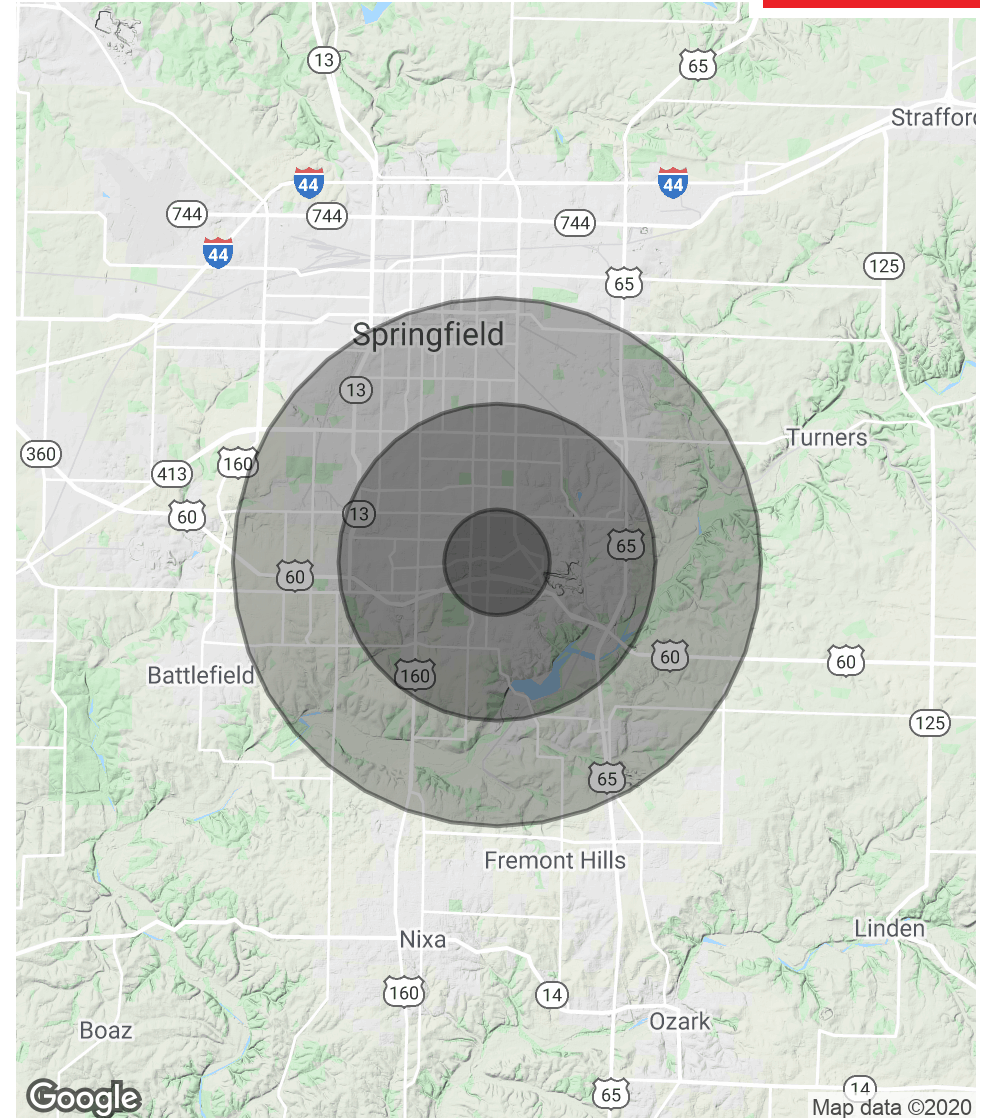 13
65
Strafford
44
44
744
744
744
44
125
65
Springfield
13
Turners
360
160
413
13
60
65
60
60
60
Battlefield
160
125
65
Fremont Hills
Linden
Nixa
160
14
Ozark
Boaz
14
65
Google
Map data ©2020